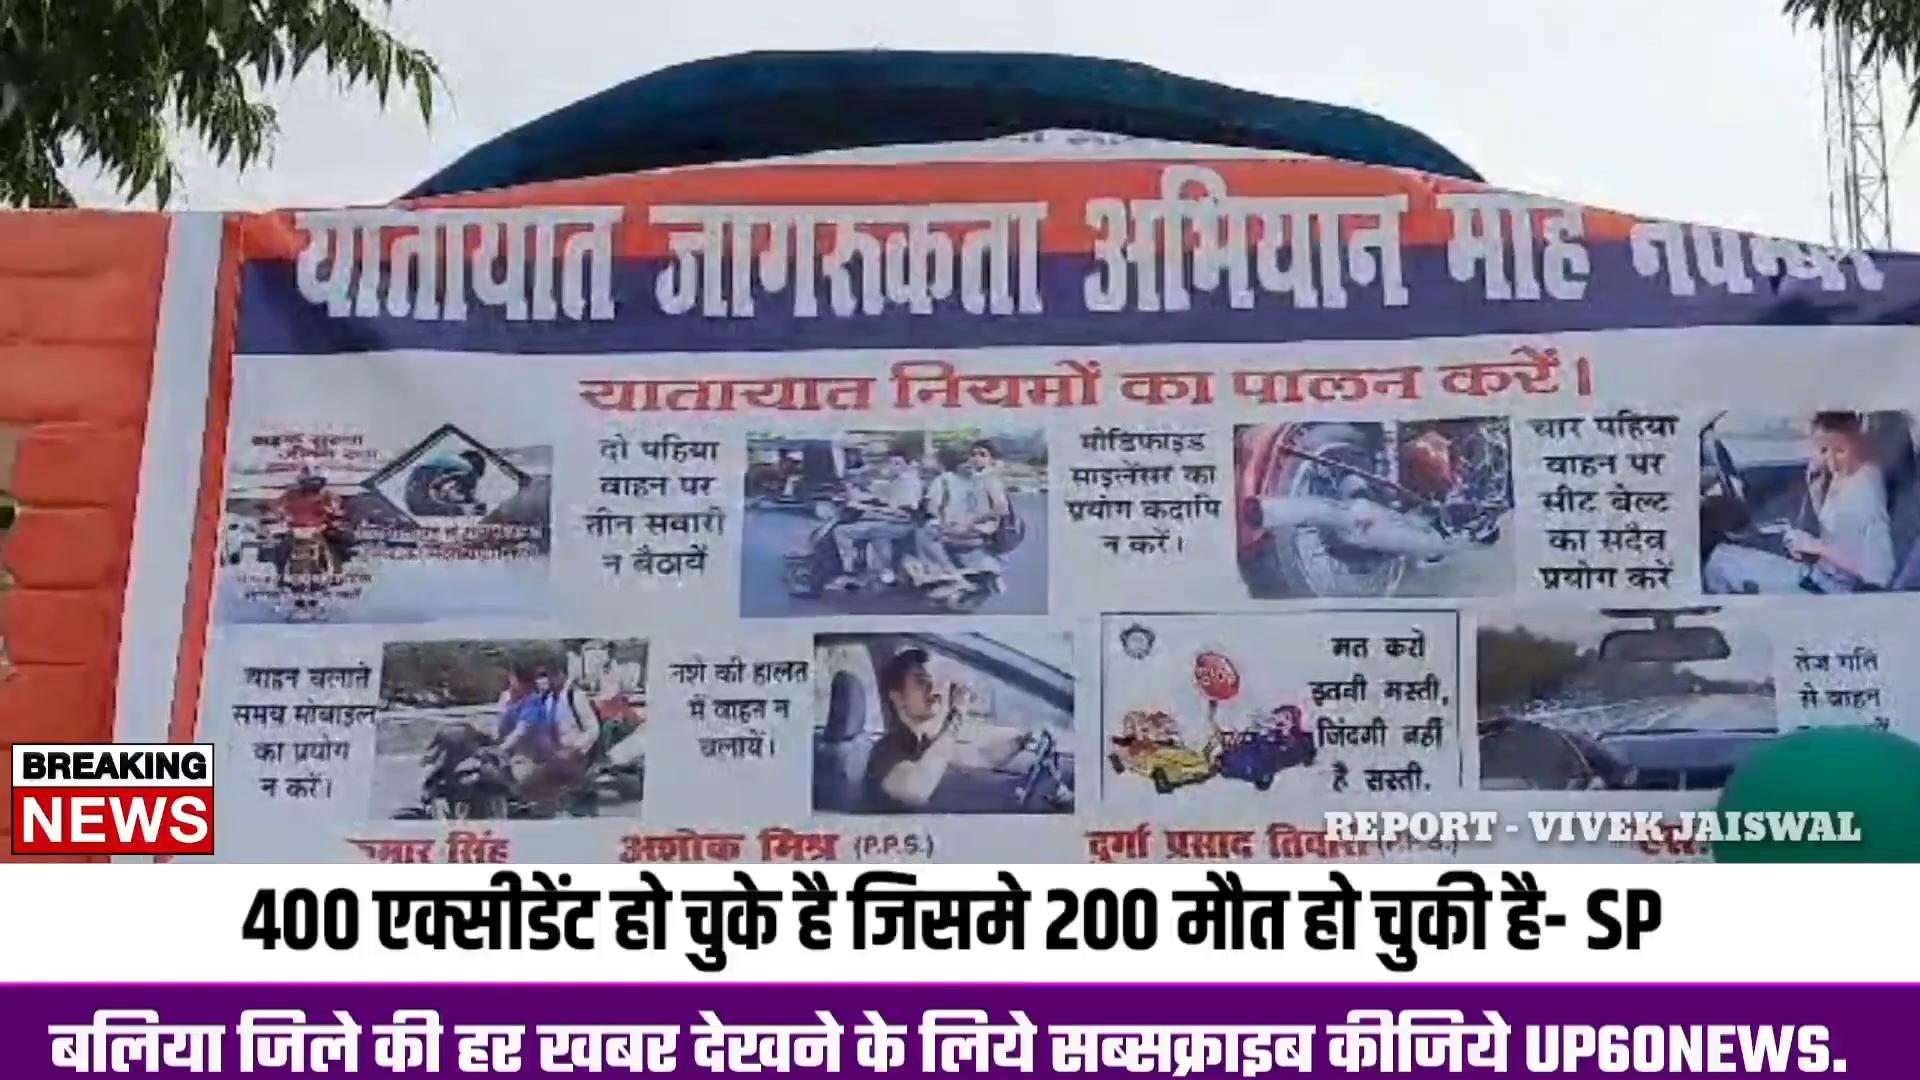 यातायात जागरुकता अभियान माह नवम्बर
यातायात नियमों का पालन करें।
दो पहिया
वाहन पर
तीन सवारी
न बैठायें
मोडिफाइड
साइलेंसर का
प्रयोग कदापि
न करें।
चार पहिया
वाहन पर
सीट बेल्ट
का सदैव
प्रयोग करें
वाहन चलाते
समय मोबाइल
का प्रयोग
न करें।
नशे की हालत
में वाहन न
चलायें।
STOP
मत करो
इतनी मस्ती,
जिंदगी नहीं
है सस्ती.
तेज गति
से वाहन
कुमार सिंह
अशोक मिश्र (P.P.S.)
दुर्गा प्रसाद तिवारी
BREAKING
NEWS
REPORT - VIVEK JAISWAL
400 एक्सीडेंट हो चुके है जिसमे 200 मौत हो चुकी है- SP
बलिया जिले की हर खबर देखने के लिये सब्सक्राइब कीजिये UP60NEWS.